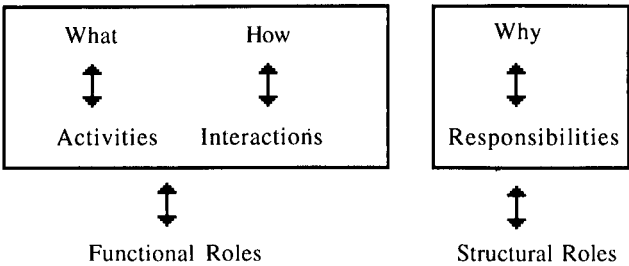 What How Why
Activities Interactions Responsibilities
Functional Roles Structural Roles